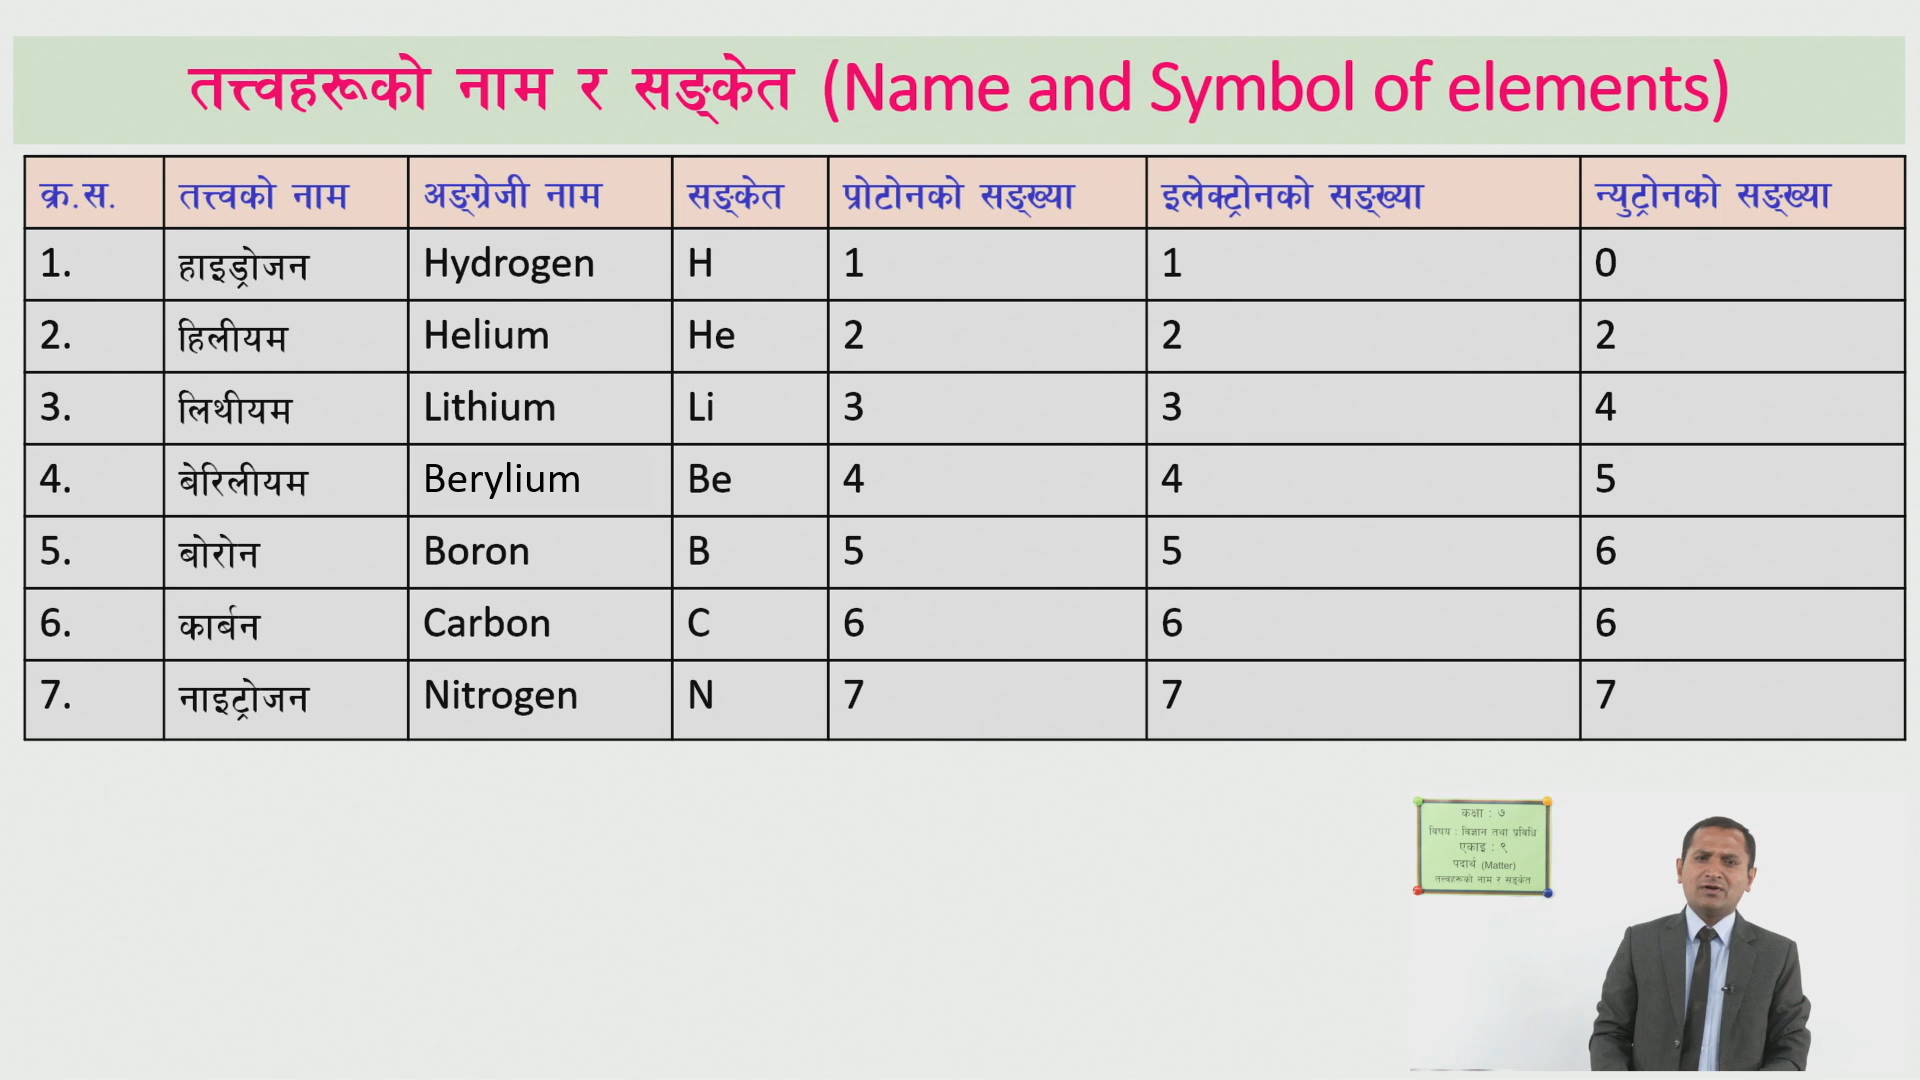 तत्त्वहरूको नाम र सङ्केत (Name and Symbol of elements)
क्र.स. तत्त्वको नाम अङ्ग्रेजी नाम सङ्केत प्रोटोनको सङ्ख्या इलेक्ट्रोनको सङ्ख्या न्युट्रोनको सङ्ख्या
1. हाइड्रोजन Hydrogen H 1 1 0
2. हिलीयम Helium He 2 2 2
3. लिथीयम Lithium Li 3 3 4
4. बेरिलीयम Berylium Be 4 4 5
5. बोरोन Boron B 5 5 6
6. कार्बन Carbon C 6 6 6
7. नाइट्रोजन Nitrogen N 7 7 7
कक्षा : ७
विषय : विज्ञान तथा प्रविधि
एकाइ : ९
पदार्थ (Matter)
तत्त्वहरूको नाम र सङ्केत